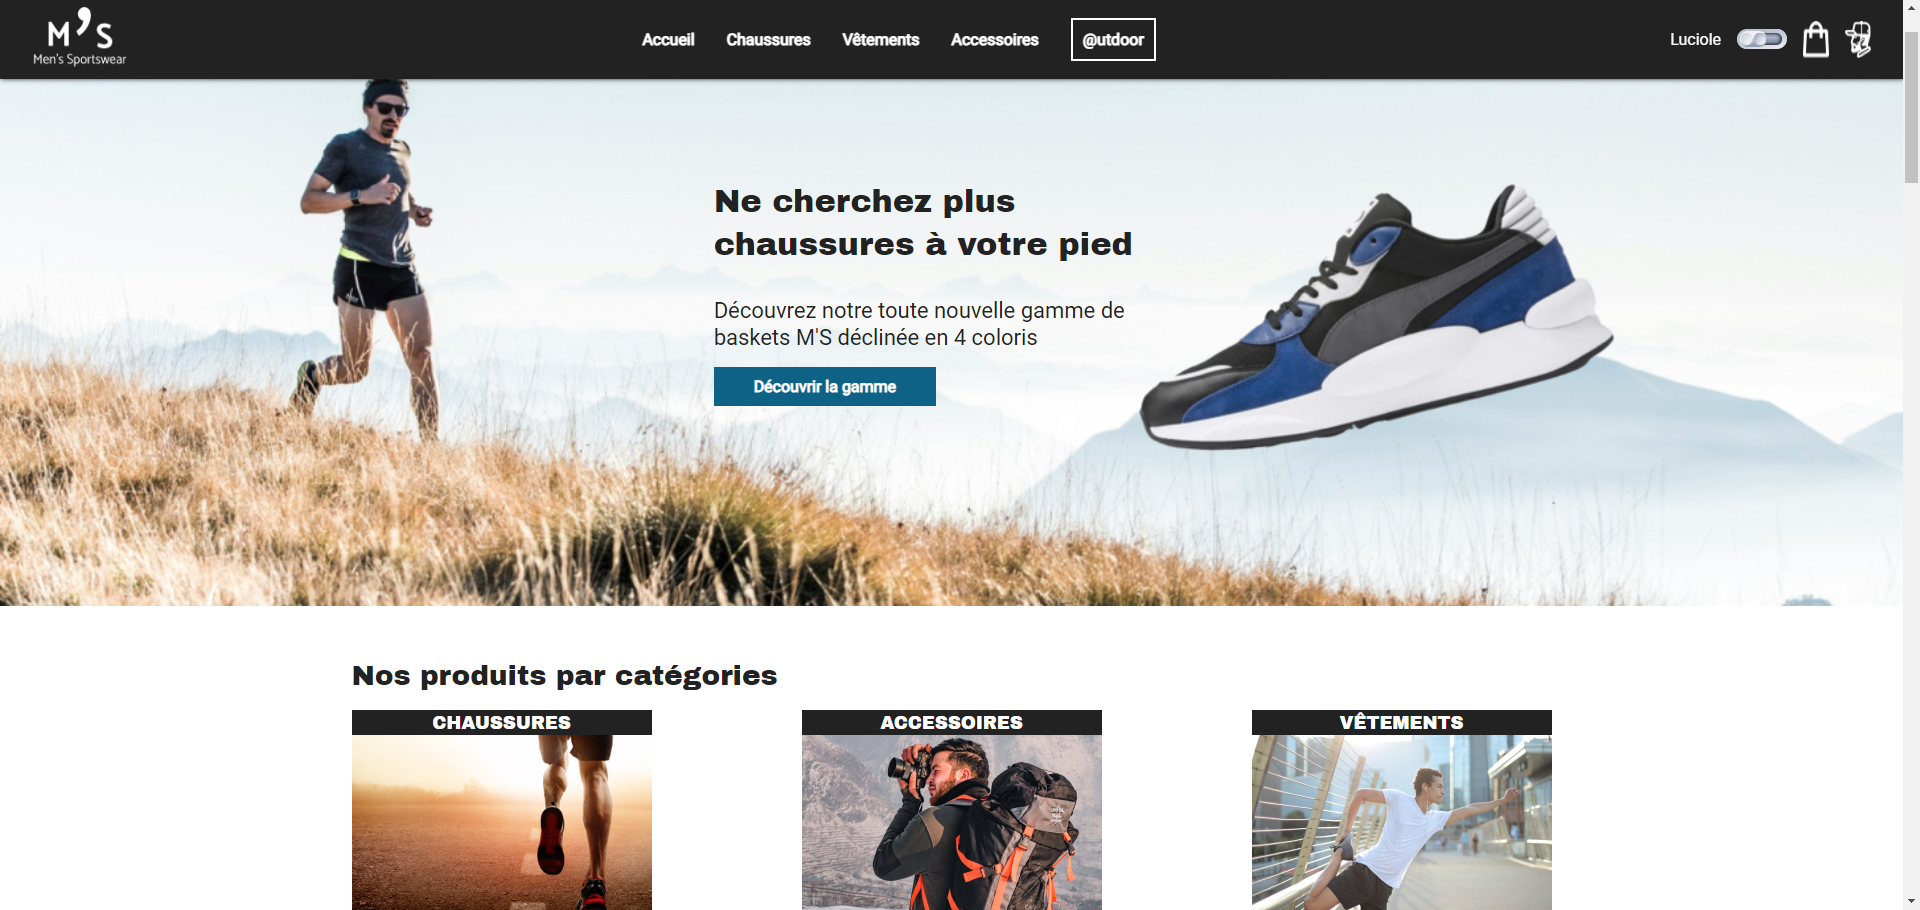 M'S
Men's Sportswear
Accueil
Chaussures
Vêtements
Accessoires
@utdoor
Luciole
Ne cherchez plus
chaussures à votre pied
Découvrez notre toute nouvelle gamme de
baskets M'S déclinée en 4 coloris
Découvrir la gamme
Nos produits par catégories
CHAUSSURES
ACCESSOIRES
VÊTEMENTS